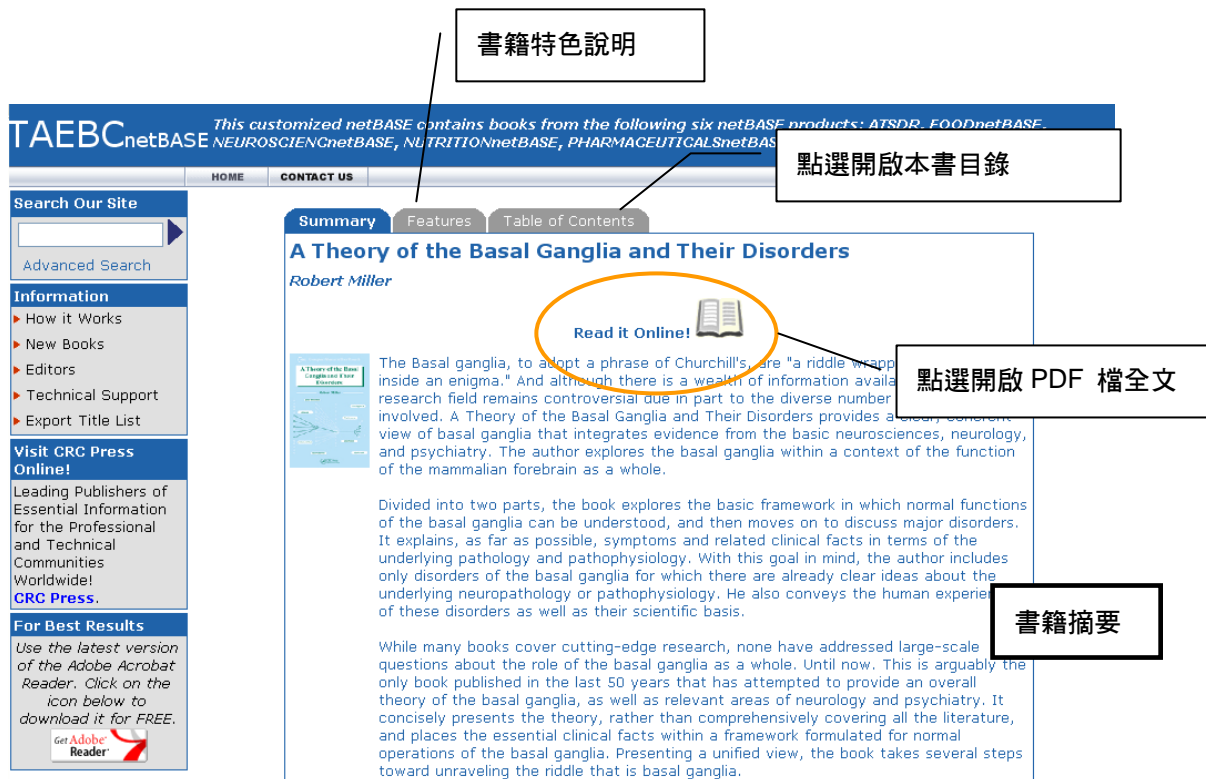 書籍特色說明
TAEBCnetBASE
This customized netBASE contains books from the following six netBASE products: ATSDR, FOODnetBASE,
NEUROSCIENCEnetBASE, NUTRITIONnetBASE, PHARMACEUTICALSnetBAS
點選開啟本書目錄
HOME CONTACT US
Search Our Site
Advanced Search
Information
How it Works
New Books
Editors
Technical Support
Export Title List
Visit CRC Press
Online!
Leading Publishers of
Essential Information
for the Professional
and Technical
Communities
Worldwide!
CRC Press.
For Best Results
Use the latest version
of the Adobe Acrobat
Reader. Click on the
icon below to
download it for FREE.
Get Adobe
Reader
Summary Features Table of Contents
A Theory of the Basal Ganglia and Their Disorders
Robert Miller
Read it Online!
A Theory of the Basal
Ganglia and Their
Disorders
The Basal ganglia, to adopt a phrase of Churchill's, are "a riddle wrapp
inside an enigma." And although there is a wealth of information availa
research field remains controversial due in part to the diverse number
involved. A Theory of the Basal Ganglia and Their Disorders provides a clear, coherent
view of basal ganglia that integrates evidence from the basic neurosciences, neurology,
and psychiatry. The author explores the basal ganglia within a context of the function
of the mammalian forebrain as a whole.
點選開啟 PDF 檔全文
Divided into two parts, the book explores the basic framework in which normal functions
of the basal ganglia can be understood, and then moves on to discuss major disorders.
It explains, as far as possible, symptoms and related clinical facts in terms of the
underlying pathology and pathophysiology. With this goal in mind, the author includes
only disorders of the basal ganglia for which there are already clear ideas about the
underlying neuropathology or pathophysiology. He also conveys the human experien
of these disorders as well as their scientific basis.
書籍摘要
While many books cover cutting-edge research, none have addressed large-scale
questions about the role of the basal ganglia as a whole. Until now. This is arguably the
only book published in the last 50 years that has attempted to provide an overall
theory of the basal ganglia, as well as relevant areas of neurology and psychiatry. It
concisely presents the theory, rather than comprehensively covering all the literature,
and places the essential clinical facts within a framework formulated for normal
operations of the basal ganglia. Presenting a unified view, the book takes several steps
toward unraveling the riddle that is basal ganglia.